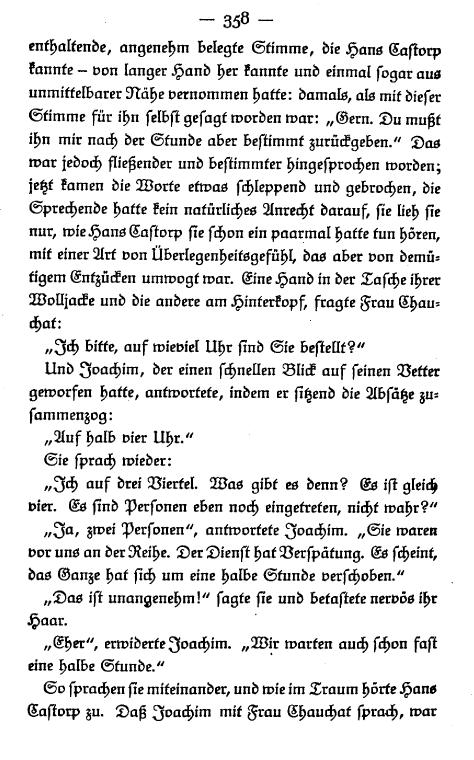 — 358 —
enthaltende, angenehm belegte Stimme, die Hans Castorp
kannte – von langer Hand her kannte und einmal sogar aus
unmittelbarer Nähe vernommen hatte: damals, als mit dieser
Stimme für ihn selbst gesagt worden war: „Gern. Du mußt
ihn mir nach der Stunde aber bestimmt zurückgeben.“ Das
war jedoch fließender und bestimmter hingesprochen worden;
jetzt kamen die Worte etwas schleppend und gebrochen, die
Sprechende hatte kein natürliches Anrecht darauf, sie lieh sie
nur, wie Hans Castorp sie schon ein paarmal hatte tun hören,
mit einer Art von Überlegenheitsgefühl, das aber von demü-
tigem Entzücken umwogt war. Eine Hand in der Tasche ihrer
Wolljacke und die andere am Hinterkopf, fragte Frau Chau-
chat:
„Ich bitte, auf wieviel Uhr sind Sie bestellt?“
Und Joachim, der einen schnellen Blick auf seinen Vetter
geworfen hatte, antwortete, indem er sitzend die Absätze zu-
sammenzog:
„Auf halb vier Uhr.“
Sie sprach wieder:
„Ich auf drei Viertel. Was gibt es denn? Es ist gleich
vier. Es sind Personen eben noch eingetreten, nicht wahr?“
„Ja, zwei Personen“, antwortete Joachim. „Sie waren
vor uns an der Reihe. Der Dienst hat Verspätung. Es scheint,
das Ganze hat sich um eine halbe Stunde verschoben.“
„Das ist unangenehm!“ sagte sie und betastete nervös ihr
Haar.
„Eher“, erwiderte Joachim. „Wir warten auch schon fast
eine halbe Stunde.“
So sprachen sie miteinander, und wie im Traum hörte Hans
Castorp zu. Daß Joachim mit Frau Chauchat sprach, war